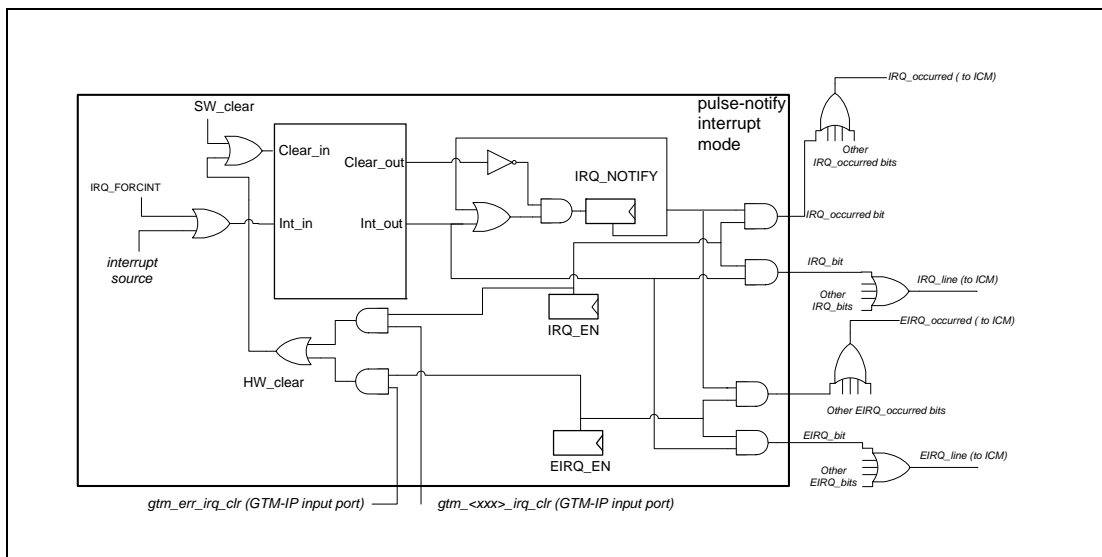 IRQ_occurred ( to ICM)
pulse-notify
interrupt
mode
SW_clear
Other
IRQ_occurred bits
Clear_in
Clear_out
IRQ_NOTIFY
IRQ_FORCINT
IRQ_occurred bit
Int_in
Int_out
interrupt
source
IRQ_bit
IRQ_line (to ICM)
Other
IRQ_bits
IRQ_EN
EIRQ_occurred ( to ICM)
HW_clear
Other EIRQ_occurred bits
EIRQ_bit
EIRQ_line (to ICM)
EIRQ_EN
Other
EIRQ_bits
gtm_err_irq_clr (GTM-IP input port)
gtm_<xxx>_irq_clr (GTM-IP input port)